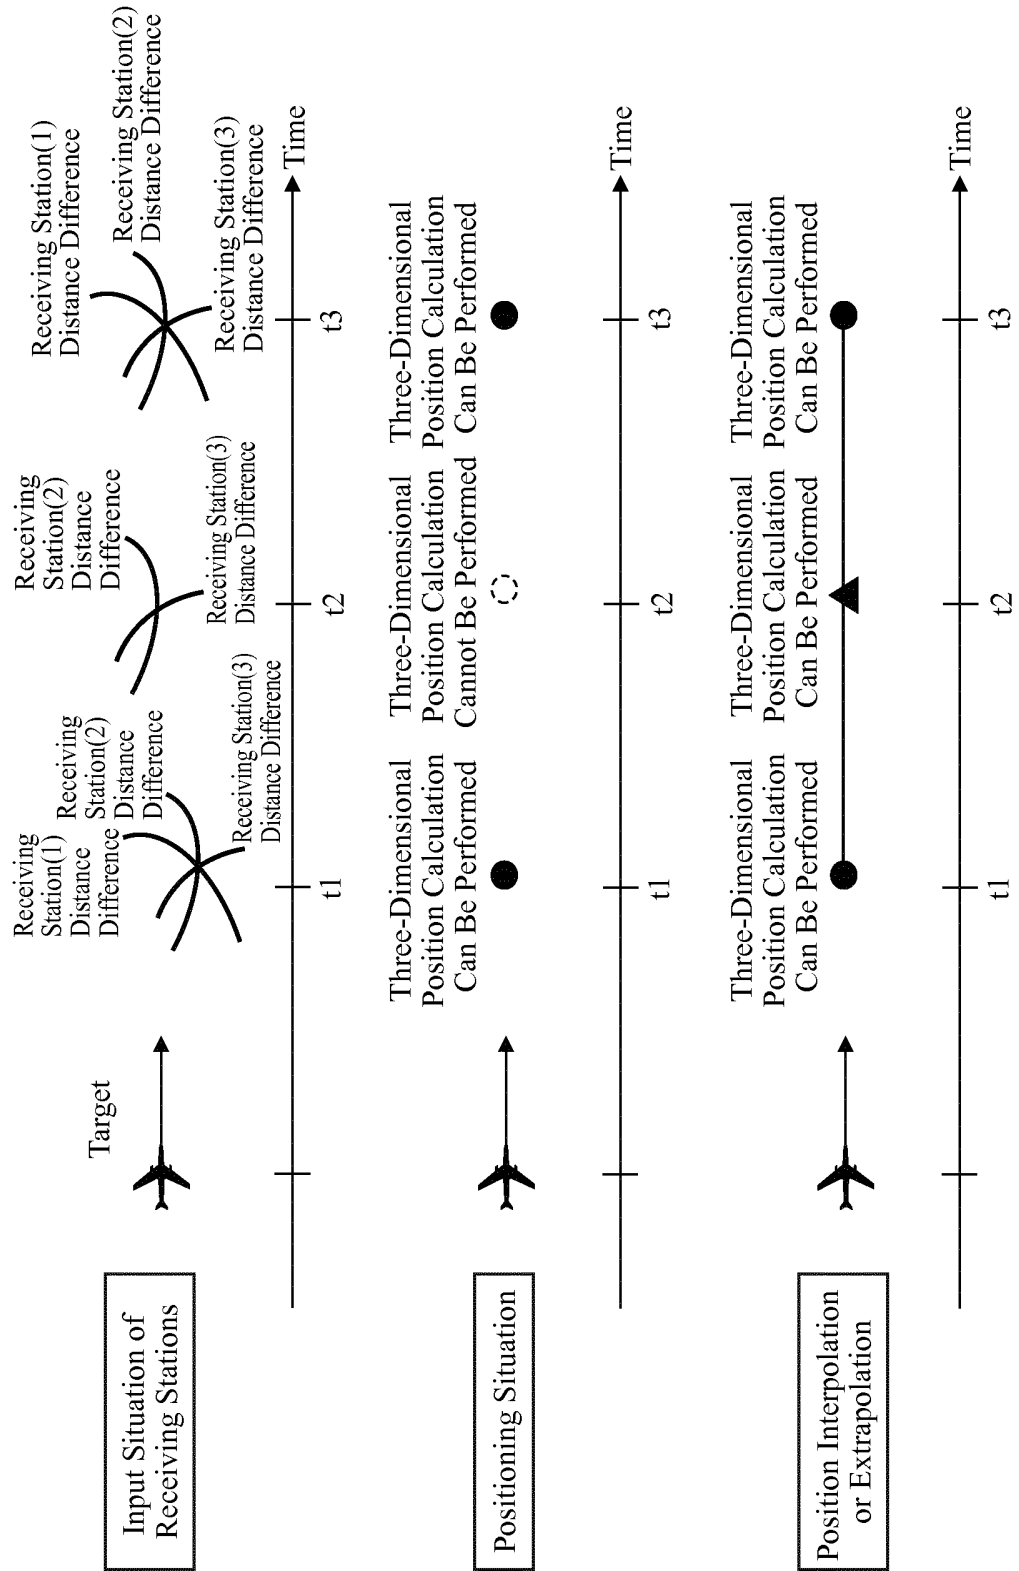 Input Situation of
Receiving Stations
Target
Receiving
Station(1)
Distance
Difference
Receiving
Station(2)
Distance
Difference
Receiving Station(3)
Distance Difference
Receiving
Station(2)
Distance
Difference
Receiving Station(3)
Distance Difference
Receiving Station(1)
Distance Difference
Receiving Station(2)
Distance Difference
Receiving Station(3)
Distance Difference
t1
t2
t3
Time
Positioning Situation
Three-Dimensional
Position Calculation
Can Be Performed
Three-Dimensional
Position Calculation
Cannot Be Performed
Three-Dimensional
Position Calculation
Can Be Performed
t1
t2
t3
Time
Position Interpolation
or Extrapolation
Three-Dimensional
Position Calculation
Can Be Performed
Three-Dimensional
Position Calculation
Can Be Performed
Three-Dimensional
Position Calculation
Can Be Performed
t1
t2
t3
Time